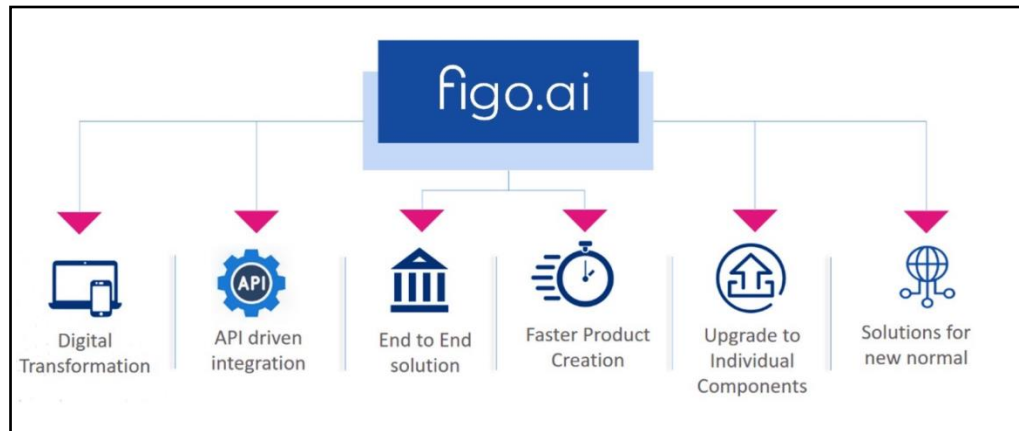 figo.ai
API
Digital
Transformation
API driven
integration
End to End
solution
Faster Product
Creation
Upgrade to
Individual
Components
Solutions for
new normal